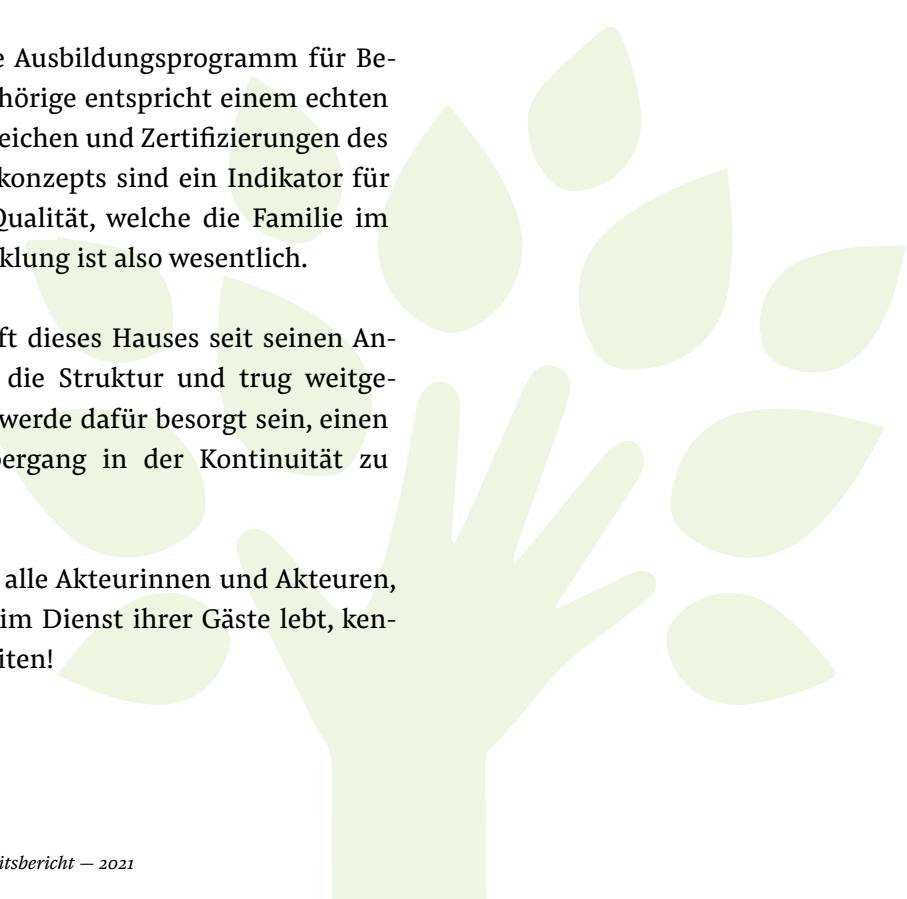 Ausbildungsprogramm für Be-
hörige entspricht einem echten
eichen und Zertifizierungen des
konzepts sind ein Indikator für
Qualität, welche die Familie im
klung ist also wesentlich.
ft dieses Hauses seit seinen An-
die Struktur und trug weitge-
werde dafür besorgt sein, einen
bergang in der Kontinuität zu
alle Akteurinnen und Akteuren,
im Dienst ihrer Gäste lebt, ken-
iten!
itsbericht — 2021